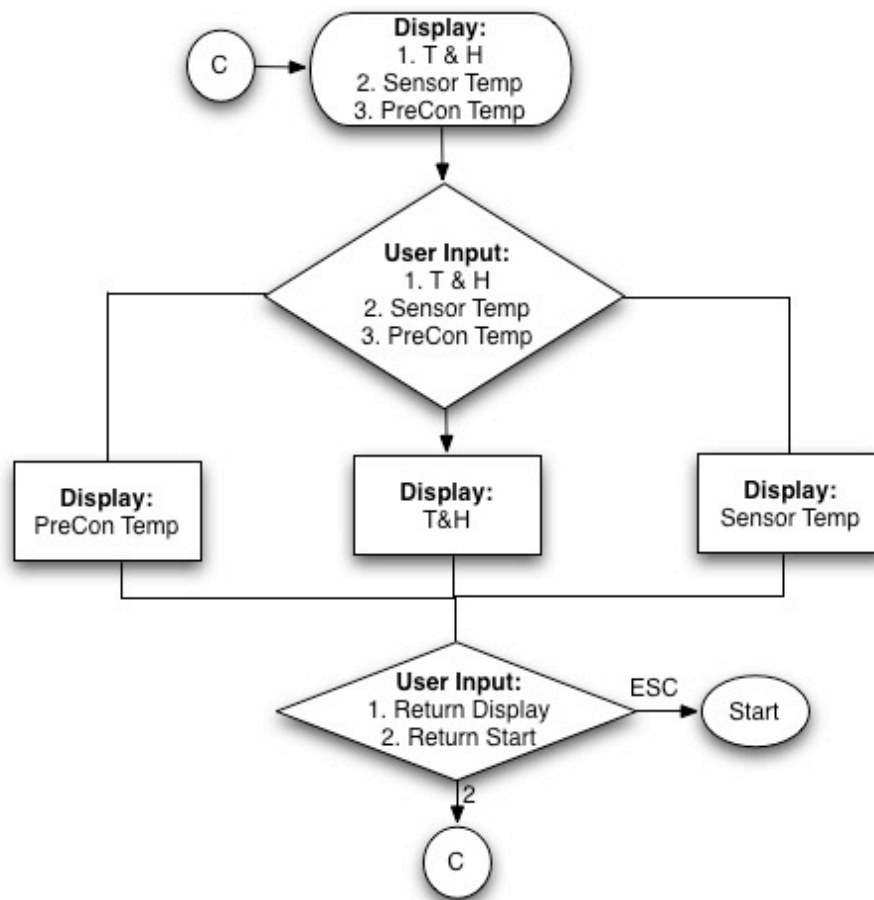 C
Display:
1. T & H
2. Sensor Temp
3. PreCon Temp
User Input:
1. T & H
2. Sensor Temp
3. PreCon Temp
Display:
PreCon Temp
Display:
T&H
Display:
Sensor Temp
User Input:
1. Return Display
2. Return Start
ESC
Start
2
C